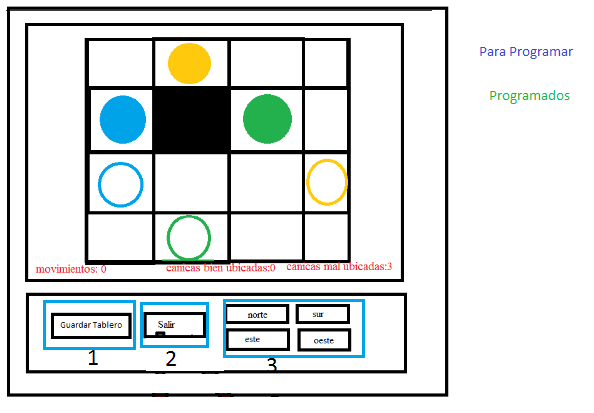 Para Programar
Programados
movimientos: 0
canicas bien ubicadas:0
canicas mal ubicadas:3
Guardar Tablero
Salir
norte
sur
este
oeste
1
2
3